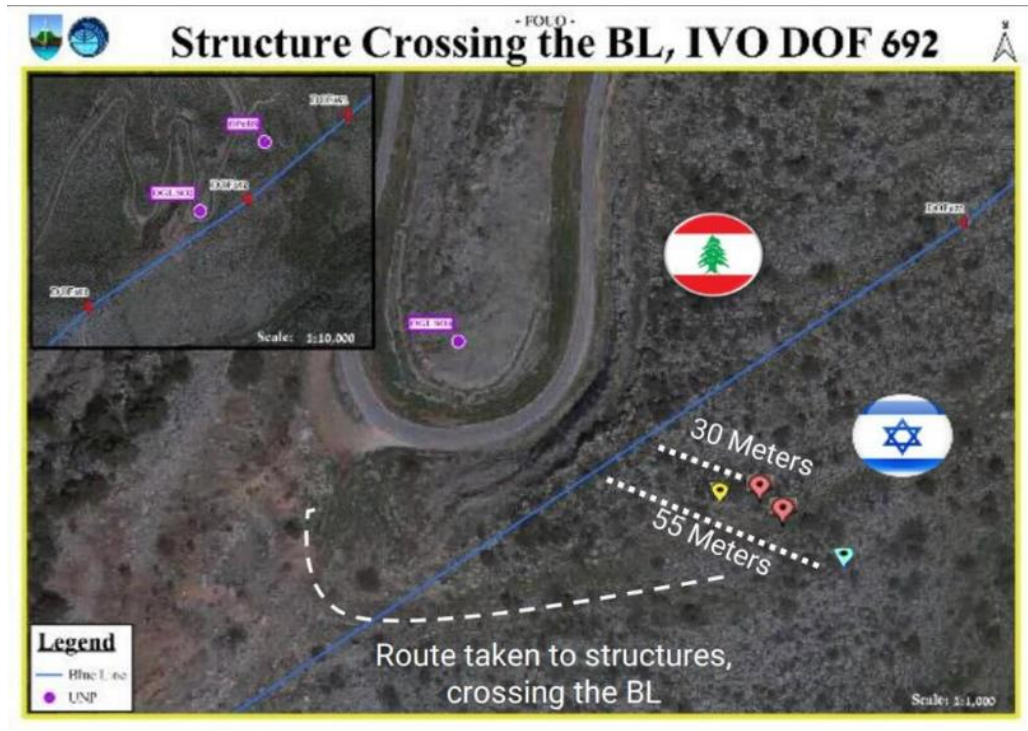 - FOUO -
Structure Crossing the BL, IVO DOF 692
N
Scale: 1:10,000
30 Meters
55 Meters
Route taken to structures,
crossing the BL
Legend
Blue Line
UNP
Scale: 1:1,000